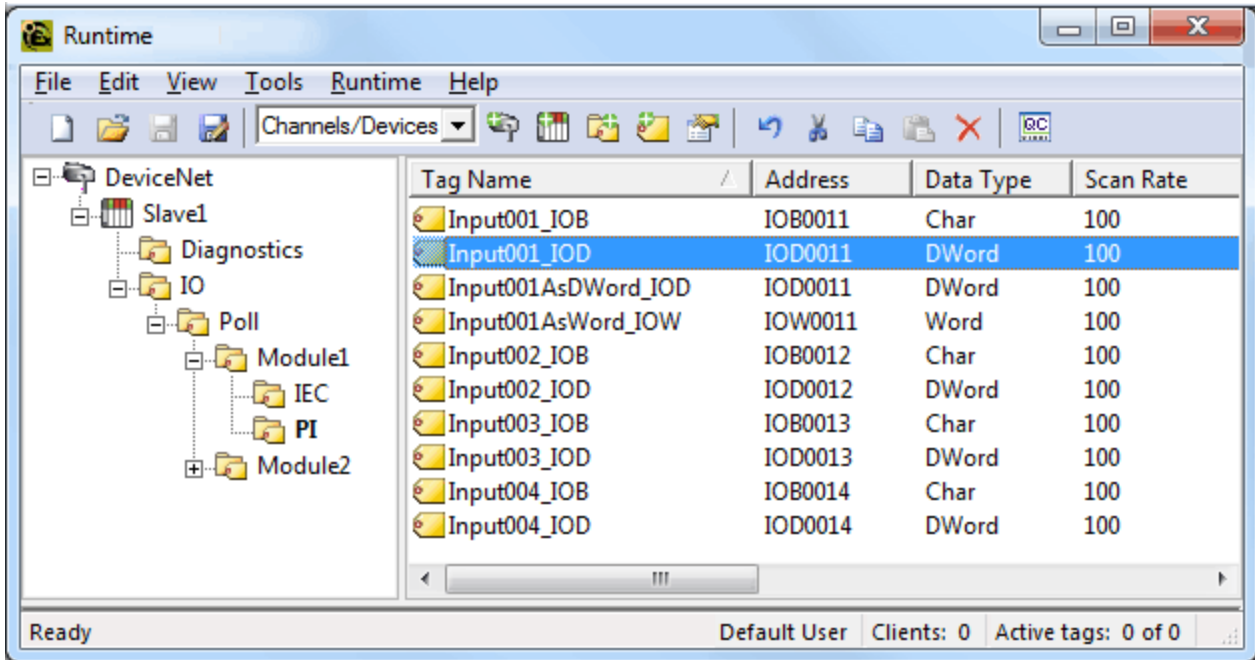 Runtime
File Edit View Tools Runtime Help
Channels/Devices
DeviceNet
Slave1
Diagnostics
IO
Poll
Module1
IEC
PI
Module2
Tag Name Address Data Type Scan Rate
Input001_IOB IOB0011 Char 100
Input001_IOD IOD0011 DWord 100
Input001AsDWord_IOD IOD0011 DWord 100
Input001AsWord_IOW IOW0011 Word 100
Input002_IOB IOB0012 Char 100
Input002_IOD IOD0012 DWord 100
Input003_IOB IOB0013 Char 100
Input003_IOD IOD0013 DWord 100
Input004_IOB IOB0014 Char 100
Input004_IOD IOD0014 DWord 100
Ready Default User Clients: 0 Active tags: 0 of 0